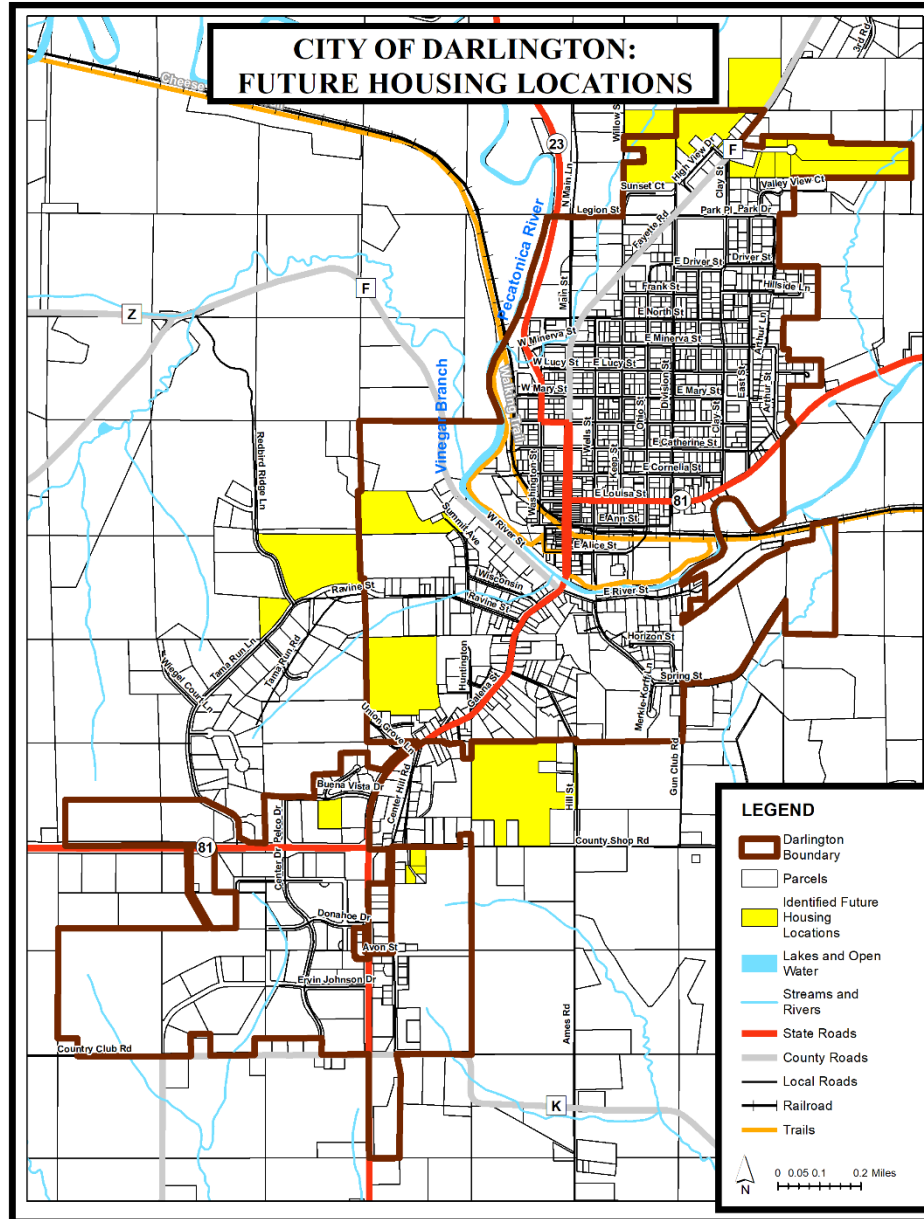 CITY OF DARLINGTON:
FUTURE HOUSING LOCATIONS
3rd Rd
Cheese
23
Willow S
N Main Ln
High View Dr
F
Clay St
Sunset Ct
Valley View Ct
Legion St
Park Pl
Park Dr
Fayette Rd
Pecatonica River
E Driver St
Driver St
Frank St
Hillside Ln
Main St
E North St
Z
F
W Minerva St
E Minerva St
Arthur Ln
W Lucy St
E Lucy St
Walking Trail
W Mary St
Ohio St
Division St
E Mary St
East St
Arthur St
Clay St
Vinegar Branch
Redbird Ridge Ln
Wells St
Keep St
E Catherine St
E Cornelia St
Washington St
E Louisa St
81
Summit Ave
W River St
E Ann St
E Alice St
Wisconsin
Ravine St
Ravine St
E River St
Horizon St
Tama Run Ln
Tama Run Rd
Wieger Court Ln
Huntington
Galena St
Spring St
Merkle-Korff Ln
Union Grove Ln
Gun Club Rd
Buena Vista Dr
Center Hill Rd
Hill St
Pelco Dr
County Shop Rd
81
Center Dr
Donahoe Dr
Avon St
Ervin Johnson Dr
Ames Rd
Country Club Rd
K
LEGEND
Darlington
Boundary
Parcels
Identified Future
Housing
Locations
Lakes and Open
Water
Streams and
Rivers
State Roads
County Roads
Local Roads
Railroad
Trails
N
0 0.05 0.1 0.2 Miles